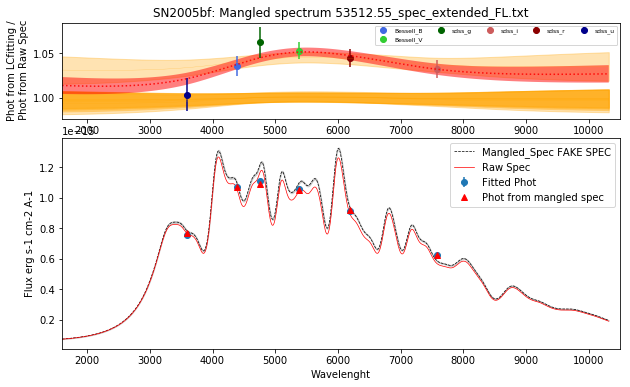 SN2005bf: Mangled spectrum 53512.55_spec_extended_FL.txt
Phot from LCfitting /
Phot from Raw Spec
1.05
1.00
Bessell_B
Bessell_V
sdss_g
sdss_i
sdss_r
sdss_u
2000 3000 4000 5000 6000 7000 8000 9000 10000
1e−15
Flux erg s-1 cm-2 A-1
1.2
1.0
0.8
0.6
0.4
0.2
Mangled_Spec FAKE SPEC
Raw Spec
Fitted Phot
Phot from mangled spec
2000 3000 4000 5000 6000 7000 8000 9000 10000
Wavelenght